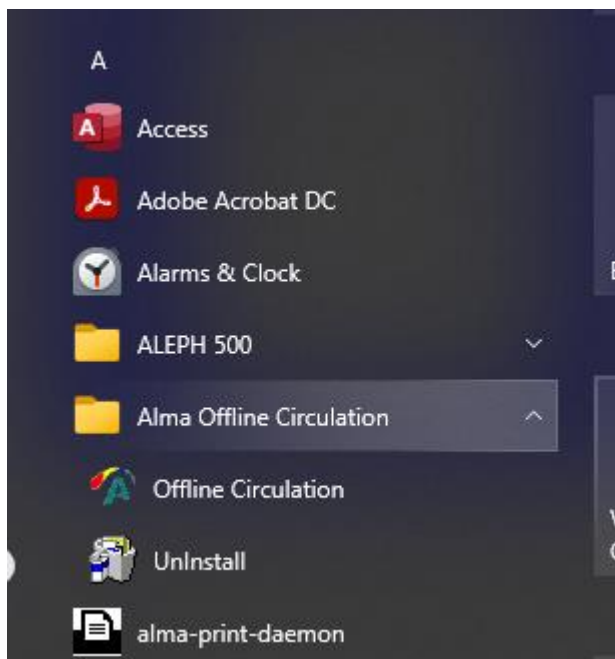 A
Access
Adobe Acrobat DC
Alarms & Clock
ALEPH 500
Alma Offline Circulation
Offline Circulation
UnInstall
alma-print-daemon